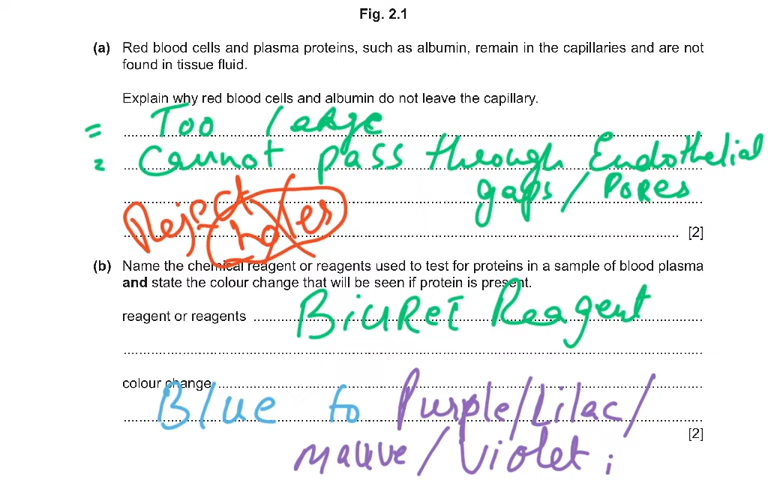 Fig. 2.1
(a) Red blood cells and plasma proteins, such as albumin, remain in the capillaries and are not
found in tissue fluid.
Explain why red blood cells and albumin do not leave the capillary.
= Too large
= Cannot pass through Endothelial
gaps / Pores
Reject holes
[2]
(b) Name the chemical reagent or reagents used to test for proteins in a sample of blood plasma
and state the colour change that will be seen if protein is present.
reagent or reagents Biuret Reagent
colour change
Blue to Purple/Lilac/
[2]
mauve/Violet ;